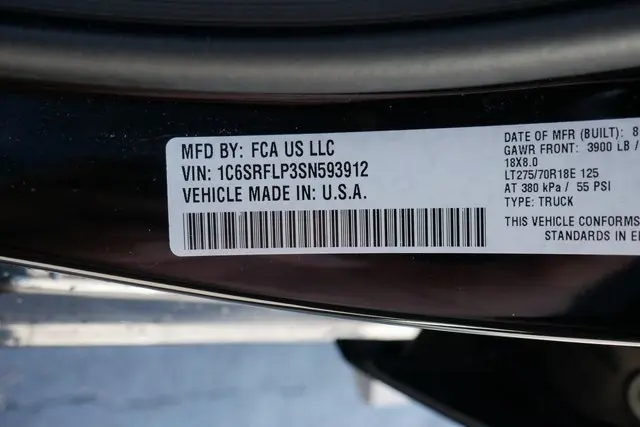 MFD BY: FCA US LLC
VIN: 1C6SRFLP3SN593912
VEHICLE MADE IN: U.S.A.
DATE OF MFR (BUILT): 8
GAWR FRONT: 3900 LB /
18X8.0
LT275/70R18E 125
AT 380 kPa / 55 PSI
TYPE: TRUCK
THIS VEHICLE CONFORMS
STANDARDS IN